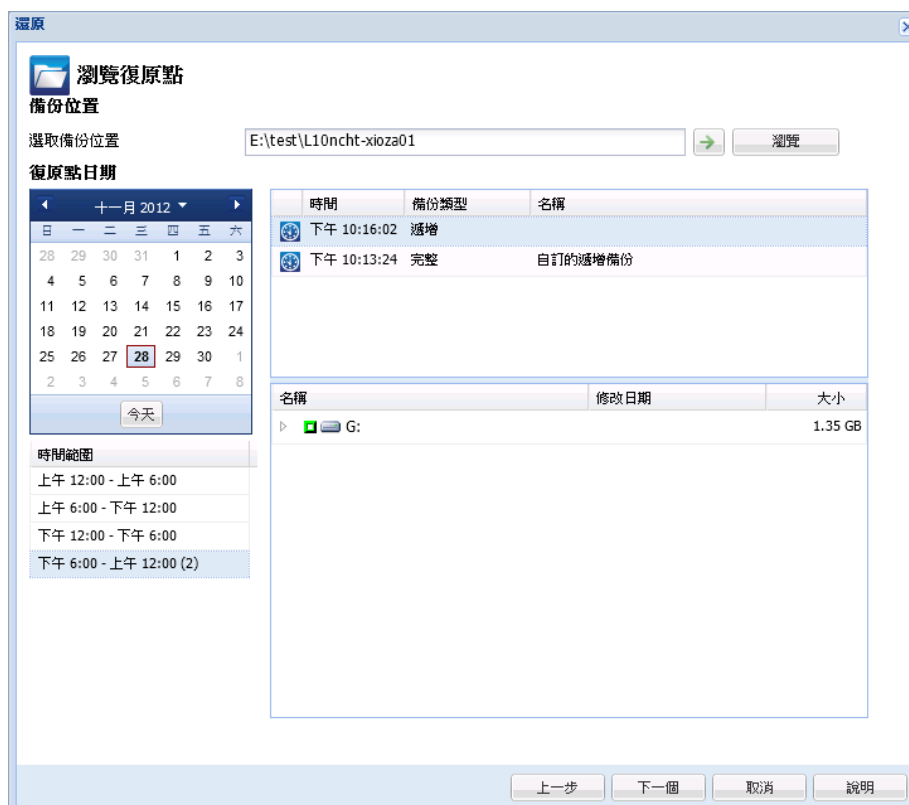 還原
瀏覽復原點
備份位置
選取備份位置 E:\test\L10ncht-xioza01 瀏覽
復原點日期
十一月 2012
日 一 二 三 四 五 六
28 29 30 31 1 2 3
4 5 6 7 8 9 10
11 12 13 14 15 16 17
18 19 20 21 22 23 24
25 26 27 28 29 30 1
2 3 4 5 6 7 8
今天
時間範圍
上午 12:00 - 上午 6:00
上午 6:00 - 下午 12:00
下午 12:00 - 下午 6:00
下午 6:00 - 上午 12:00 (2)
時間 備份類型 名稱
下午 10:16:02 遞增
下午 10:13:24 完整 自訂的遞增備份
名稱 修改日期 大小
G: 1.35 GB
上一步 下一個 取消 說明